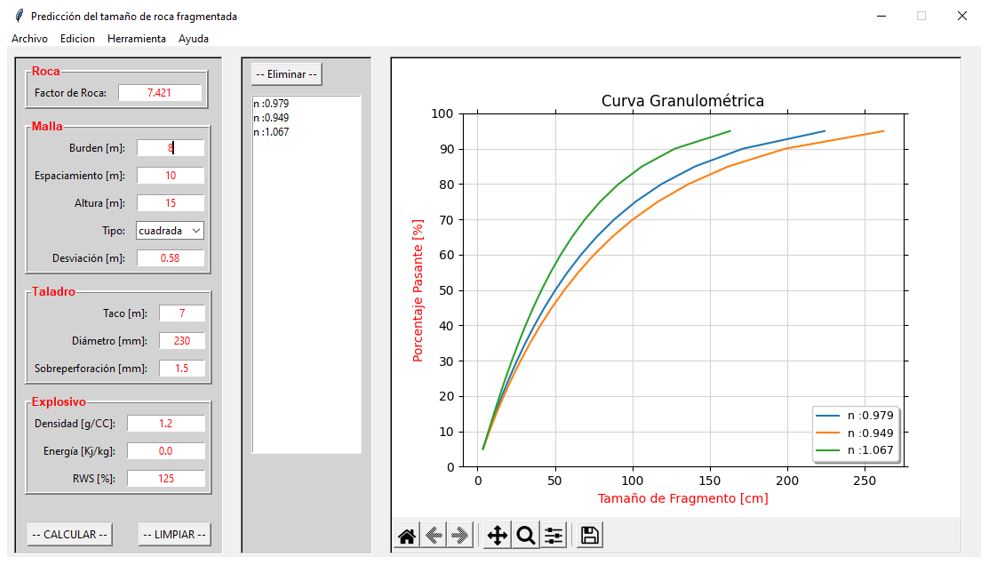 Predicción del tamaño de roca fragmentada
Archivo Edicion Herramienta Ayuda
Roca
Factor de Roca: 7.421
Malla
Burden [m]: 8
Espaciamiento [m]: 10
Altura [m]: 15
Tipo: cuadrada
Desviación [m]: 0.58
Taladro
Taco [m]: 7
Diámetro [mm]: 230
Sobreperforación [mm]: 1.5
Explosivo
Densidad [g/CC]: 1.2
Energía [Kj/kg]: 0.0
RWS [%]: 125
-- CALCULAR -- -- LIMPIAR --
-- Eliminar --
n :0.979
n :0.949
n :1.067
Curva Granulométrica
Porcentaje Pasante [%]
100
90
80
70
60
50
40
30
20
10
0
0 50 100 150 200 250
Tamaño de Fragmento [cm]
n :0.979
n :0.949
n :1.067